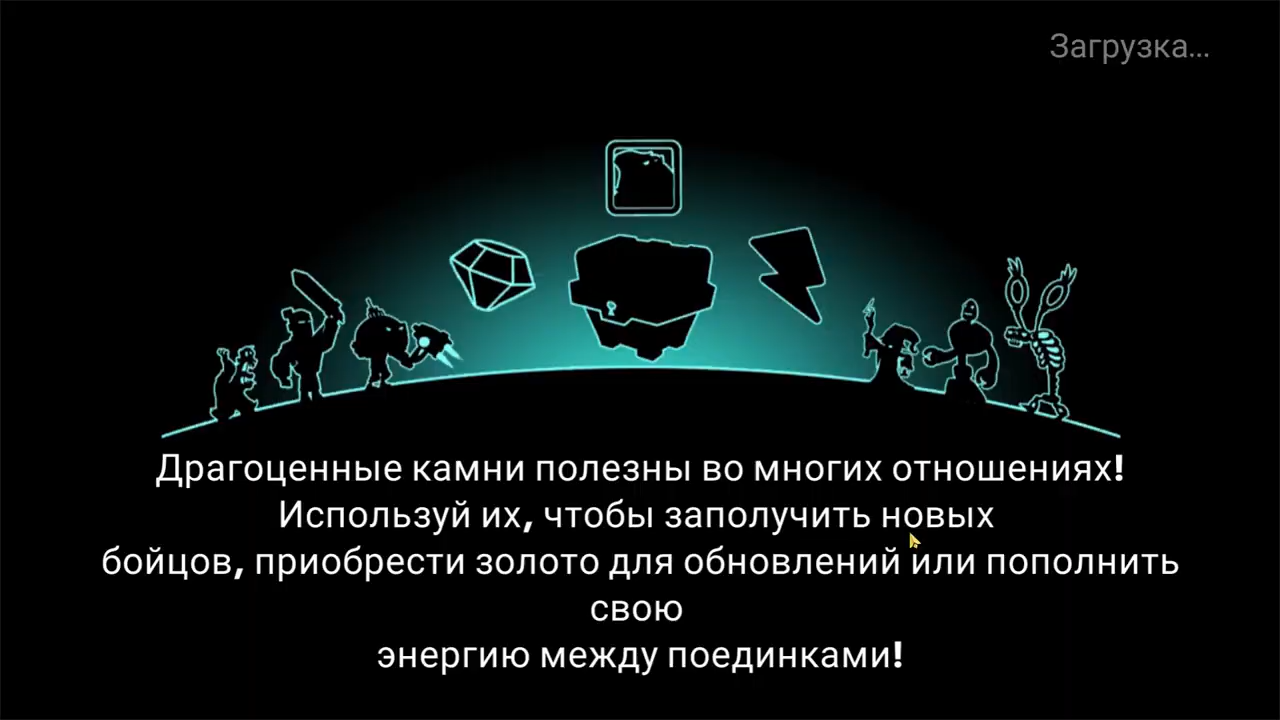 Загрузка...
Драгоценные камни полезны во многих отношениях!
Используй их, чтобы заполучить новых
бойцов, приобрести золото для обновлений или пополнить
свою
энергию между поединками!